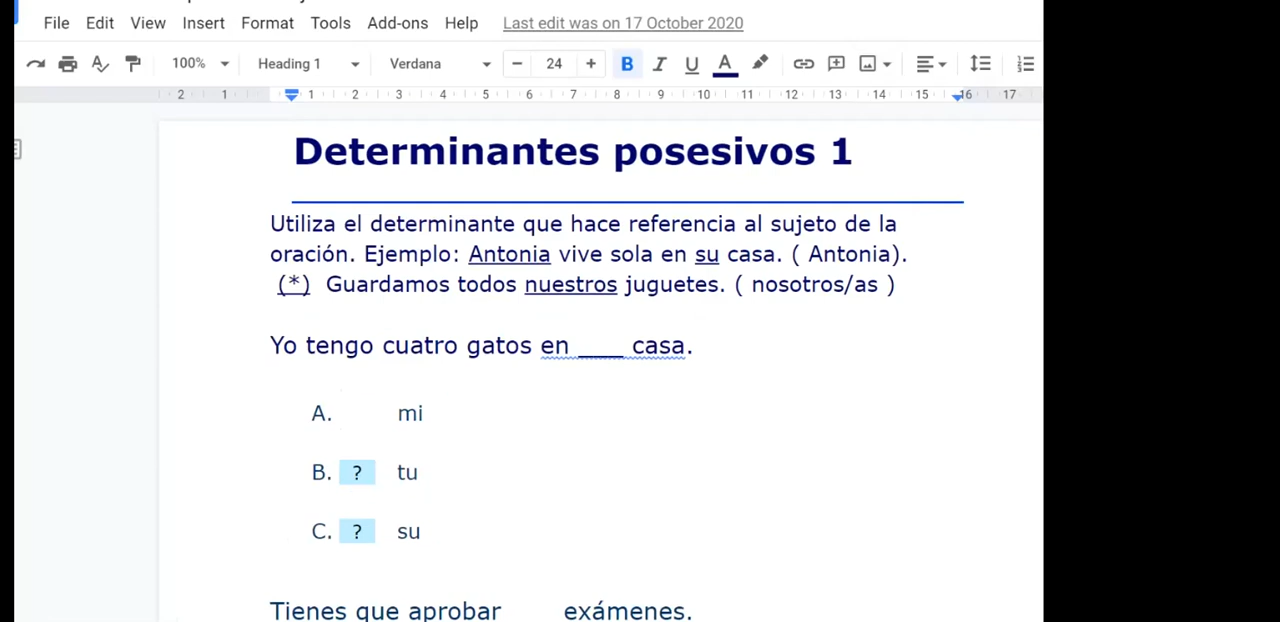 File Edit View Insert Format Tools Add-ons Help Last edit was on 17 October 2020
100% Heading 1 Verdana − 24 + B I U A
2 1 1 2 3 4 5 6 7 8 9 10 11 12 13 14 15 16 17
Determinantes posesivos 1
Utiliza el determinante que hace referencia al sujeto de la
oración. Ejemplo: Antonia vive sola en su casa. ( Antonia).
(*) Guardamos todos nuestros juguetes. ( nosotros/as )
Yo tengo cuatro gatos en ____ casa.
A. mi
B. ? tu
C. ? su
Tienes que aprobar exámenes.